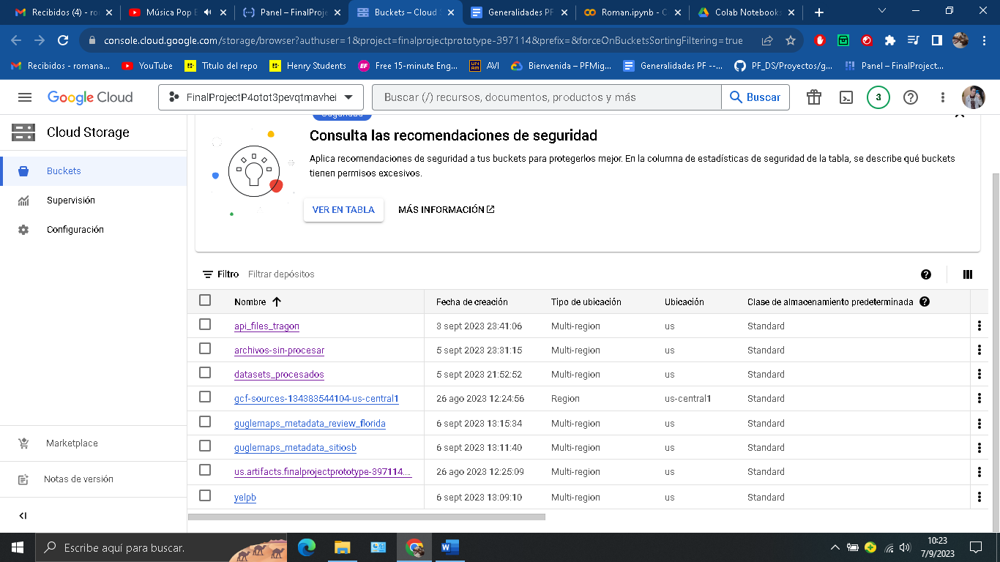 Recibidos (4) - ro
Música Pop E
Panel – FinalProje
Buckets – Cloud
Generalidades PF
Roman.ipynb - C
Colab Notebooks
console.cloud.google.com/storage/browser?authuser=1&project=finalprojectprototype-397114&prefix=&forceOnBucketsSortingFiltering=true
Recibidos - romana...
YouTube
Titulo del repo
Henry Students
Free 15-minute Eng...
AVI
Bienvenida – PFMig...
Generalidades PF --...
PF_DS/Proyectos/g...
Panel – FinalProject...
Google Cloud
FinalProjectP4otot3pevqtmavhei
Buscar (/) recursos, documentos, productos y más
Buscar
3
Cloud Storage
Seguridad
Consulta las recomendaciones de seguridad
Aplica recomendaciones de seguridad a tus buckets para protegerlos mejor. En la columna de estadísticas de seguridad de la tabla, se describe qué buckets
tienen permisos excesivos.
VER EN TABLA
MÁS INFORMACIÓN
Buckets
Supervisión
Configuración
Filtro Filtrar depósitos
Nombre Fecha de creación Tipo de ubicación Ubicación Clase de almacenamiento predeterminada
api_files_tragon 3 sept 2023 23:41:06 Multi-region us Standard
archivos-sin-procesar 5 sept 2023 23:31:15 Multi-region us Standard
datasets_procesados 5 sept 2023 21:52:52 Multi-region us Standard
gcf-sources-134383544104-us-central1 26 ago 2023 12:24:56 Region us-central1 Standard
guglemaps_metadata_review_florida 6 sept 2023 13:15:34 Multi-region us Standard
guglemaps_metadata_sitiosb 6 sept 2023 13:11:40 Multi-region us Standard
us.artifacts.finalprojectprototype-397114.... 26 ago 2023 12:25:09 Multi-region us Standard
yelpb 6 sept 2023 13:09:10 Multi-region us Standard
Marketplace
Notas de versión
Escribe aquí para buscar.
10:23
7/9/2023